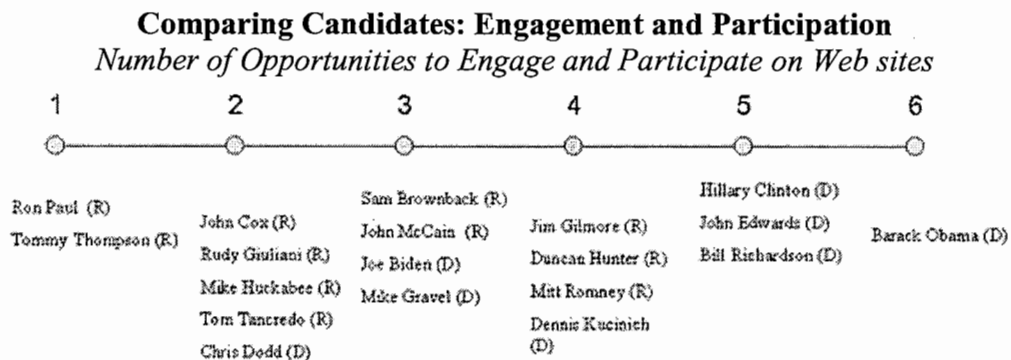 Comparing Candidates: Engagement and Participation
Number of Opportunities to Engage and Participate on Web sites
1 2 3 4 5 6
Ron Paul (R)
Tommy Thompson (R)
John Cox (R)
Rudy Giuliani (R)
Mike Huckabee (R)
Tom Tancredo (R)
Chris Dodd (D)
Sam Brownback (R)
John McCain (R)
Joe Biden (D)
Mike Gravel (D)
Jim Gilmore (R)
Duncan Hunter (R)
Mitt Romney (R)
Dennis Kucinich
(D)
Hillary Clinton (D)
John Edwards (D)
Bill Richardson (D)
Barack Obama (D)